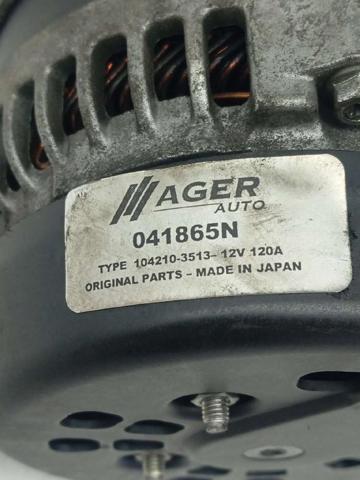 AGER
AUTO
041865N
TYPE 104210-3513- 12V 120A
ORIGINAL PARTS - MADE IN JAPAN